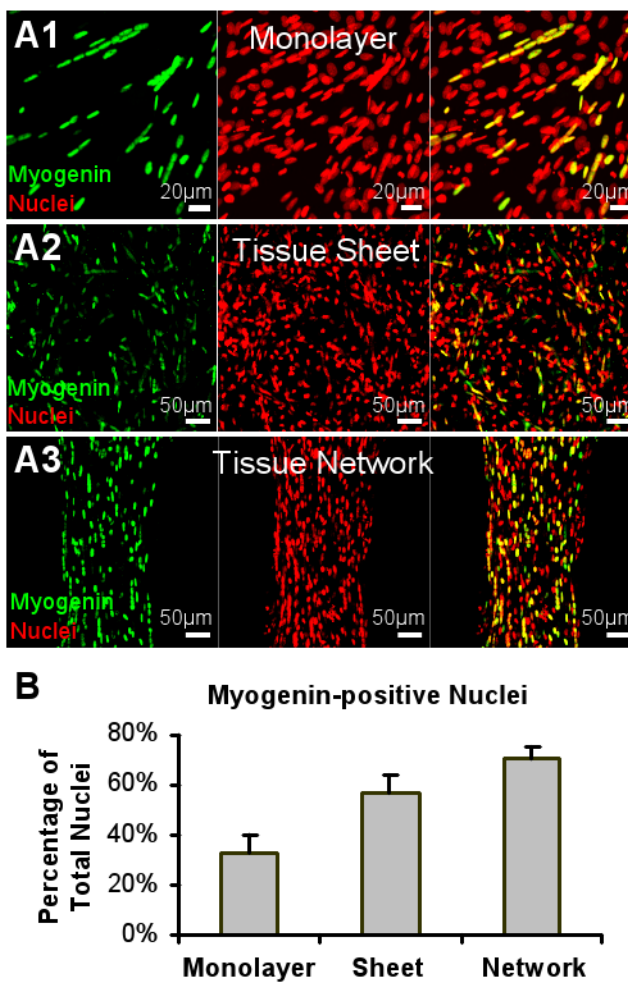 A1 Monolayer
Myogenin
Nuclei
20µm 20µm 20µm
A2 Tissue Sheet
Myogenin
Nuclei
50µm 50µm 50µm
A3 Tissue Network
Myogenin
Nuclei
50µm 50µm 50µm
B Myogenin-positive Nuclei
Percentage of
Total Nuclei
80%
60%
40%
20%
0%
Monolayer Sheet Network